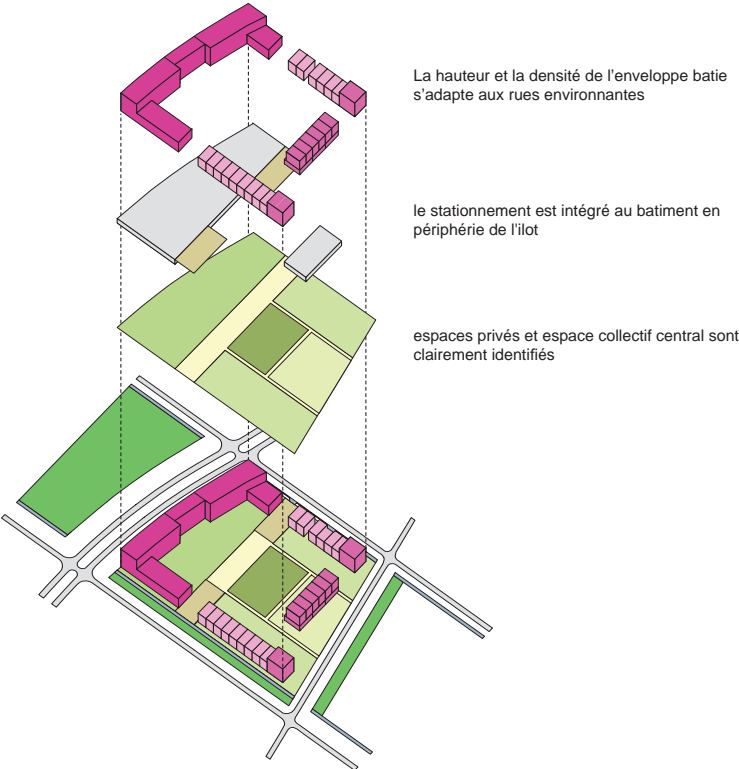 La hauteur et la densité de l'enveloppe batie
s'adapte aux rues environnantes
le stationnement est intégré au batiment en
périphérie de l'ilot
espaces privés et espace collectif central sont
clairement identifiés